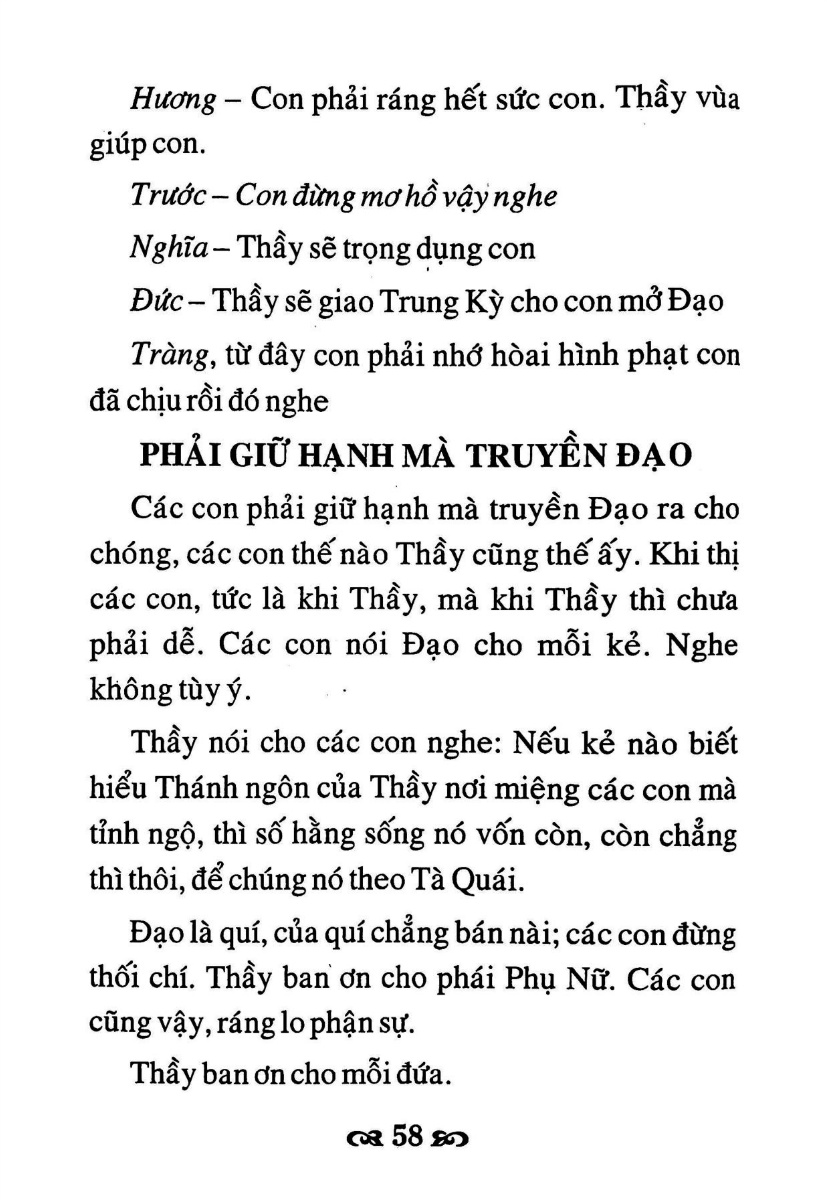 Hương – Con phải ráng hết sức con. Thầy vùa
giúp con.
Trước – Con đừng mơ hồ vậy nghe
Nghĩa – Thầy sẽ trọng dụng con
Đức – Thầy sẽ giao Trung Kỳ cho con mở Đạo
Tràng, từ đây con phải nhớ hòai hình phạt con
đã chịu rồi đó nghe
PHẢI GIỮ HẠNH MÀ TRUYỀN ĐẠO
Các con phải giữ hạnh mà truyền Đạo ra cho
chóng, các con thế nào Thầy cũng thế ấy. Khi thị
các con, tức là khi Thầy, mà khi Thầy thì chưa
phải dễ. Các con nói Đạo cho mỗi kẻ. Nghe
không tùy ý.
Thầy nói cho các con nghe: Nếu kẻ nào biết
hiểu Thánh ngôn của Thầy nơi miệng các con mà
tỉnh ngộ, thì số hằng sống nó vốn còn, còn chẳng
thì thôi, để chúng nó theo Tà Quái.
Đạo là quí, của quí chẳng bán nài; các con đừng
thối chí. Thầy ban ơn cho phái Phụ Nữ. Các con
cũng vậy, ráng lo phận sự.
Thầy ban ơn cho mỗi đứa.
58